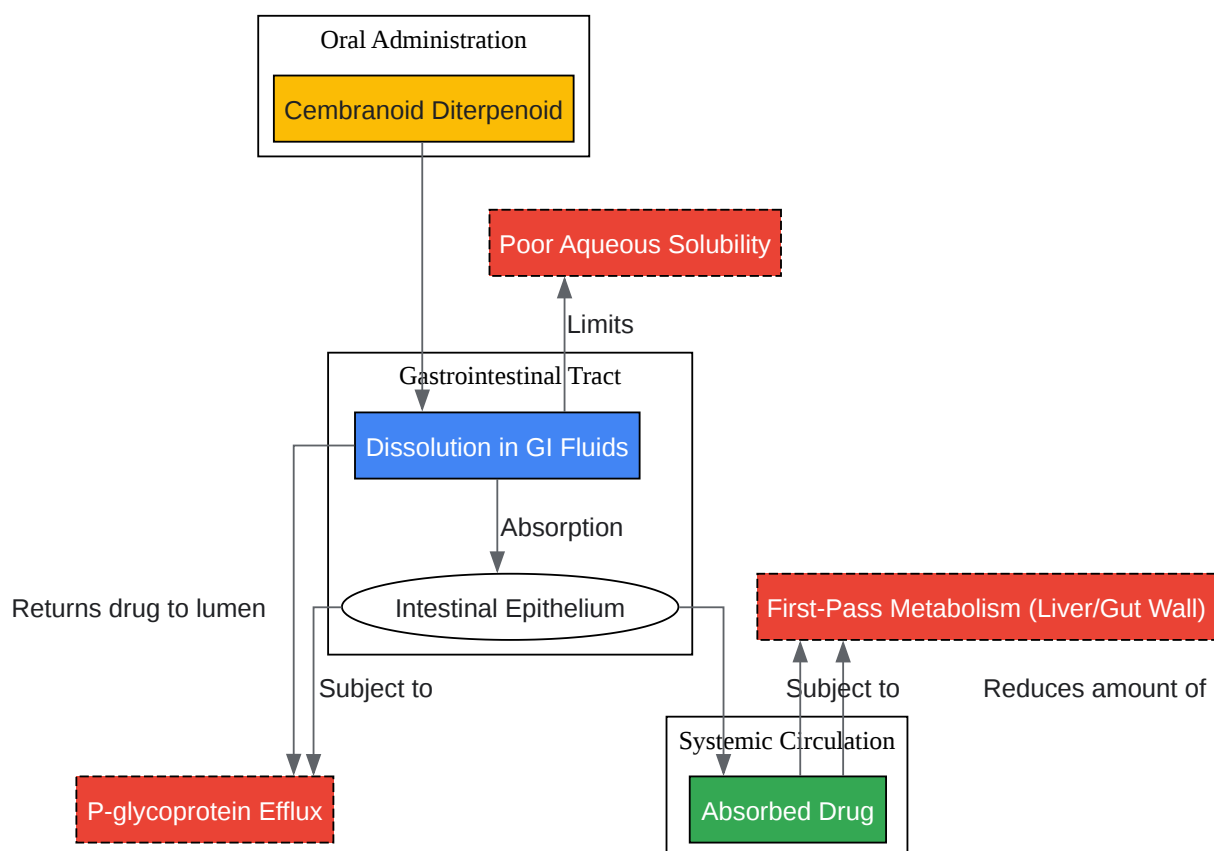 Oral Administration
Cembranoid Diterpenoid
Poor Aqueous Solubility
Limits
Gastrointestinal Tract
Dissolution in GI Fluids
Absorption
Returns drug to lumen
Intestinal Epithelium
First-Pass Metabolism (Liver/Gut Wall)
Subject to
Subject to
Reduces amount of
Systemic Circulation
P-glycoprotein Efflux
Absorbed Drug